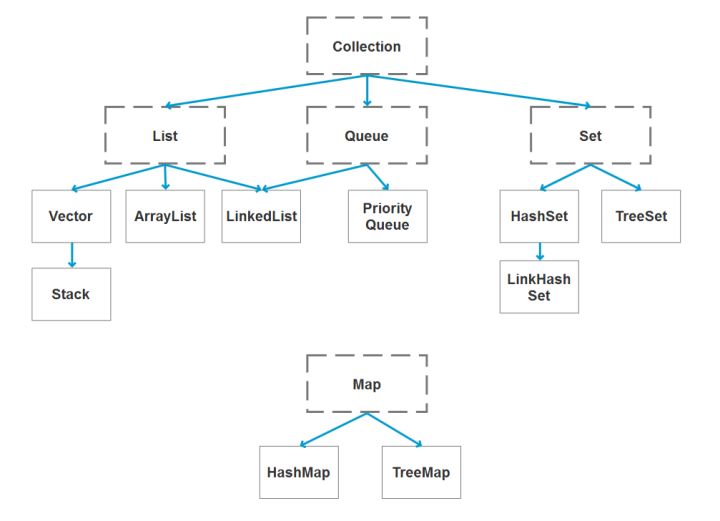 Collection
List
Queue
Set
Vector
ArrayList
LinkedList
Priority
Queue
HashSet
TreeSet
Stack
LinkHash
Set
Map
HashMap
TreeMap